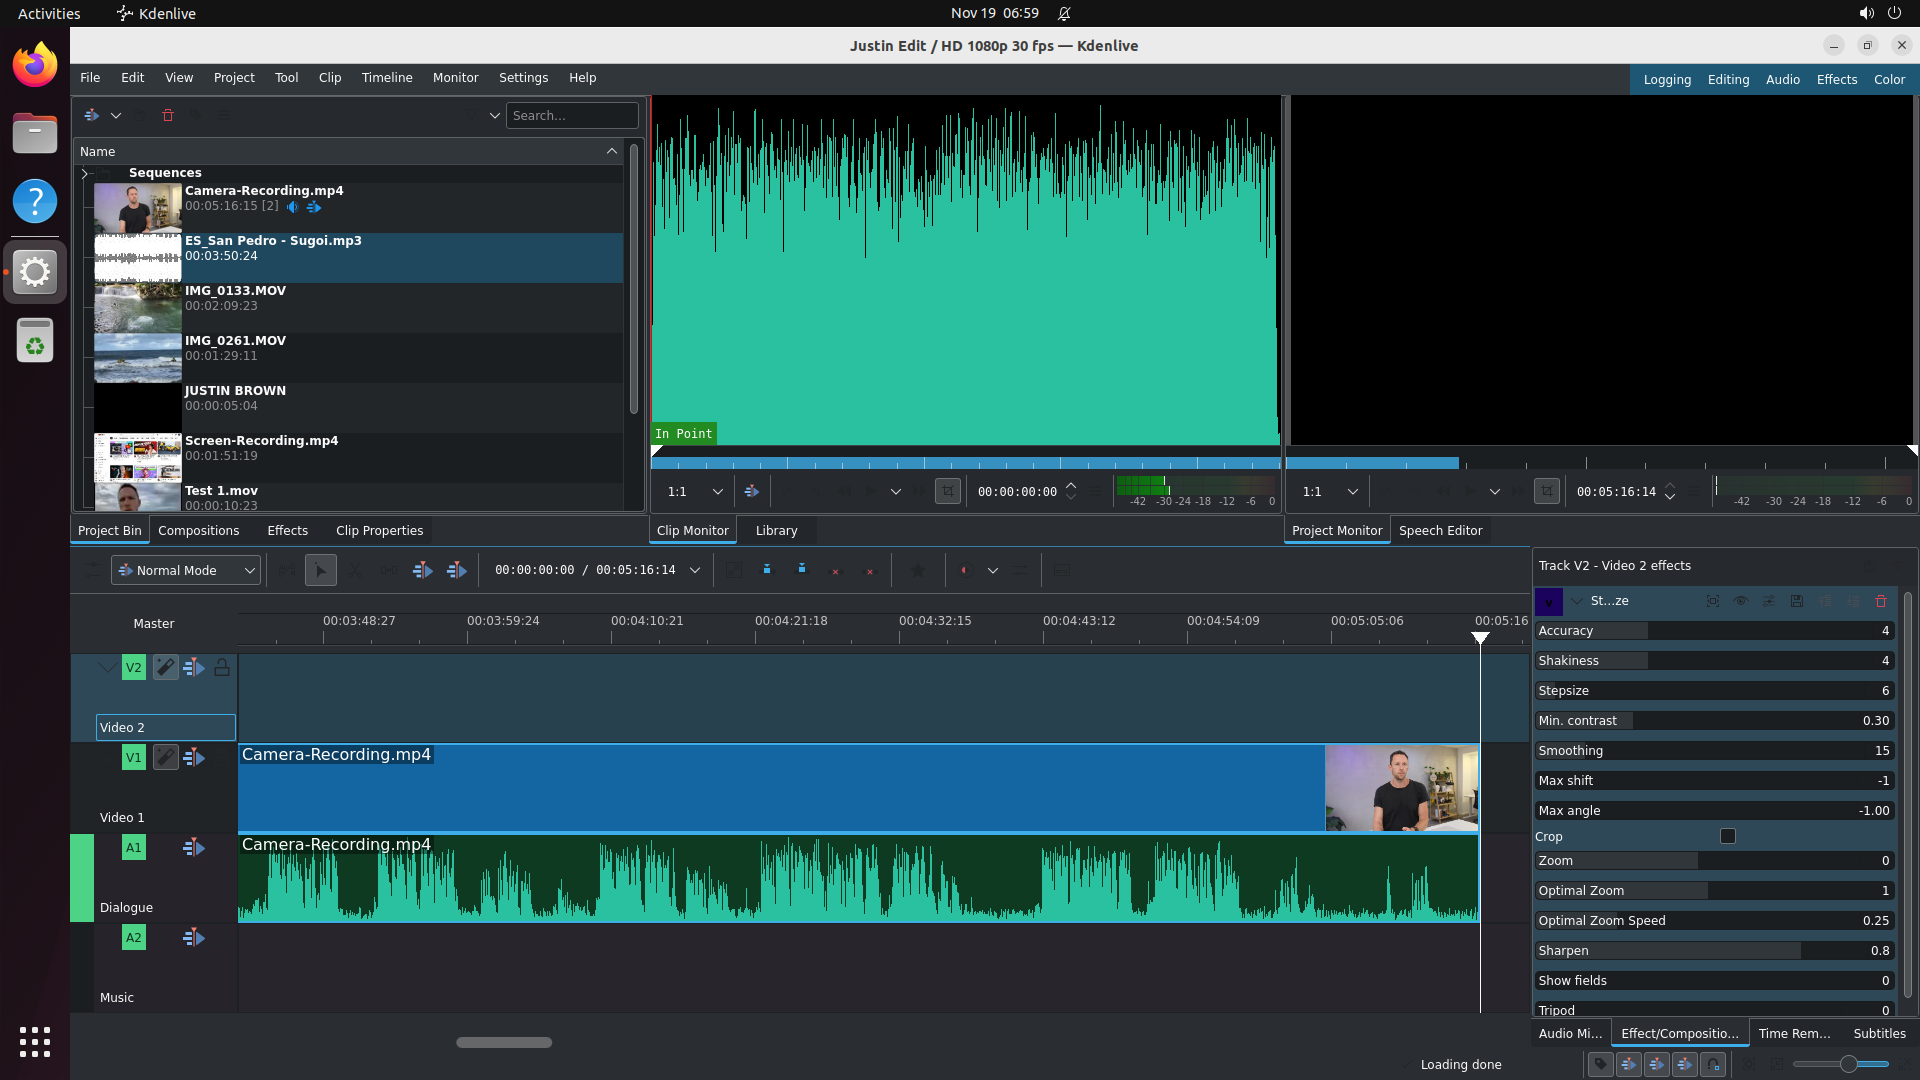 Activities
Kdenlive
Nov 19 06:59
Justin Edit / HD 1080p 30 fps — Kdenlive
File Edit View Project Tool Clip Timeline Monitor Settings Help
Logging Editing Audio Effects Color
Search...
Name
Sequences
Camera-Recording.mp4
00:05:16:15 [2]
ES_San Pedro - Sugoi.mp3
00:03:50:24
IMG_0133.MOV
00:02:09:23
IMG_0261.MOV
00:01:29:11
JUSTIN BROWN
00:00:05:04
Screen-Recording.mp4
00:01:51:19
Test 1.mov
00:00:10:23
In Point
1:1
00:00:00:00
-42 -30 -24 -18 -12 -6 0
1:1
00:05:16:14
-42 -30 -24 -18 -12 -6 0
Project Bin Compositions Effects Clip Properties
Clip Monitor Library
Project Monitor Speech Editor
Normal Mode
00:00:00:00 / 00:05:16:14
Master
00:03:48:27 00:03:59:24 00:04:10:21 00:04:21:18 00:04:32:15 00:04:43:12 00:04:54:09 00:05:05:06 00:05:16
V2
Video 2
V1
Video 1
Camera-Recording.mp4
A1
Dialogue
Camera-Recording.mp4
A2
Music
Track V2 - Video 2 effects
v
St...ze
Accuracy 4
Shakiness 4
Stepsize 6
Min. contrast 0.30
Smoothing 15
Max shift -1
Max angle -1.00
Crop
Zoom 0
Optimal Zoom 1
Optimal Zoom Speed 0.25
Sharpen 0.8
Show fields 0
Tripod 0
Audio Mi... Effect/Compositio... Time Rem... Subtitles
Loading done